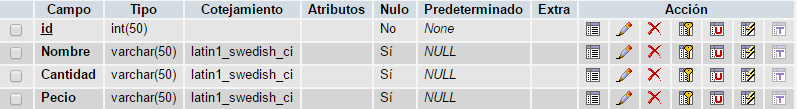 Campo Tipo Cotejamiento Atributos Nulo Predeterminado Extra Acción
id int(50) No None
Nombre varchar(50) latin1_swedish_ci Sí NULL
Cantidad varchar(50) latin1_swedish_ci Sí NULL
Pecio varchar(50) latin1_swedish_ci Sí NULL